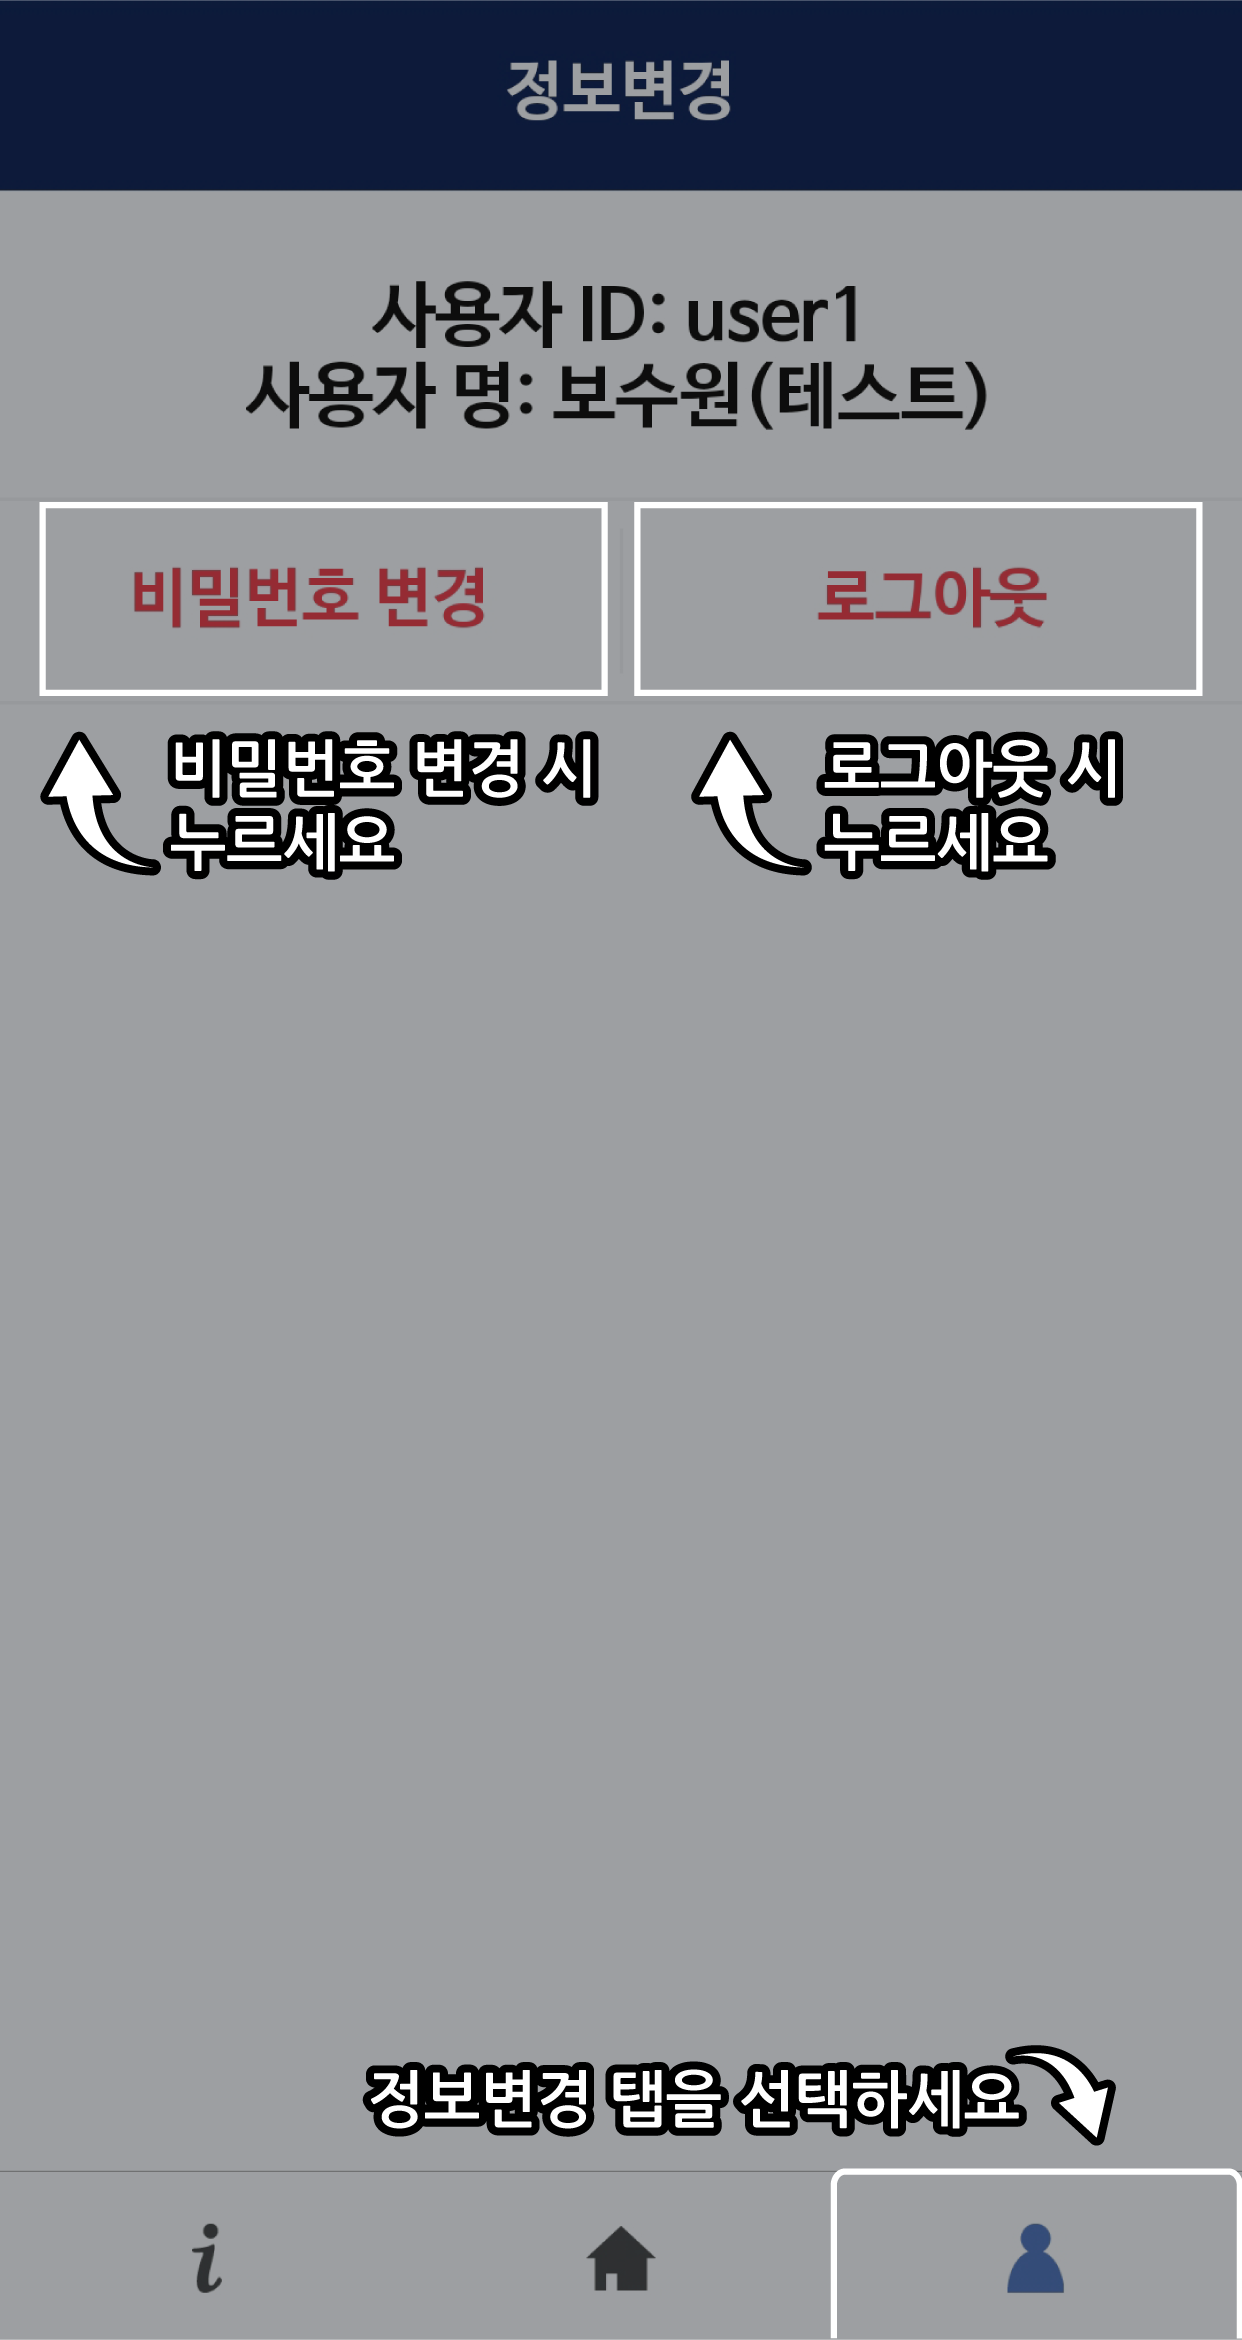 정보변경
사용자 ID: user1
사용자 명: 보수원(테스트)
비밀번호 변경
로그아웃
비밀번호 변경 시
누르세요
로그아웃 시
누르세요
정보변경 탭을 선택하세요